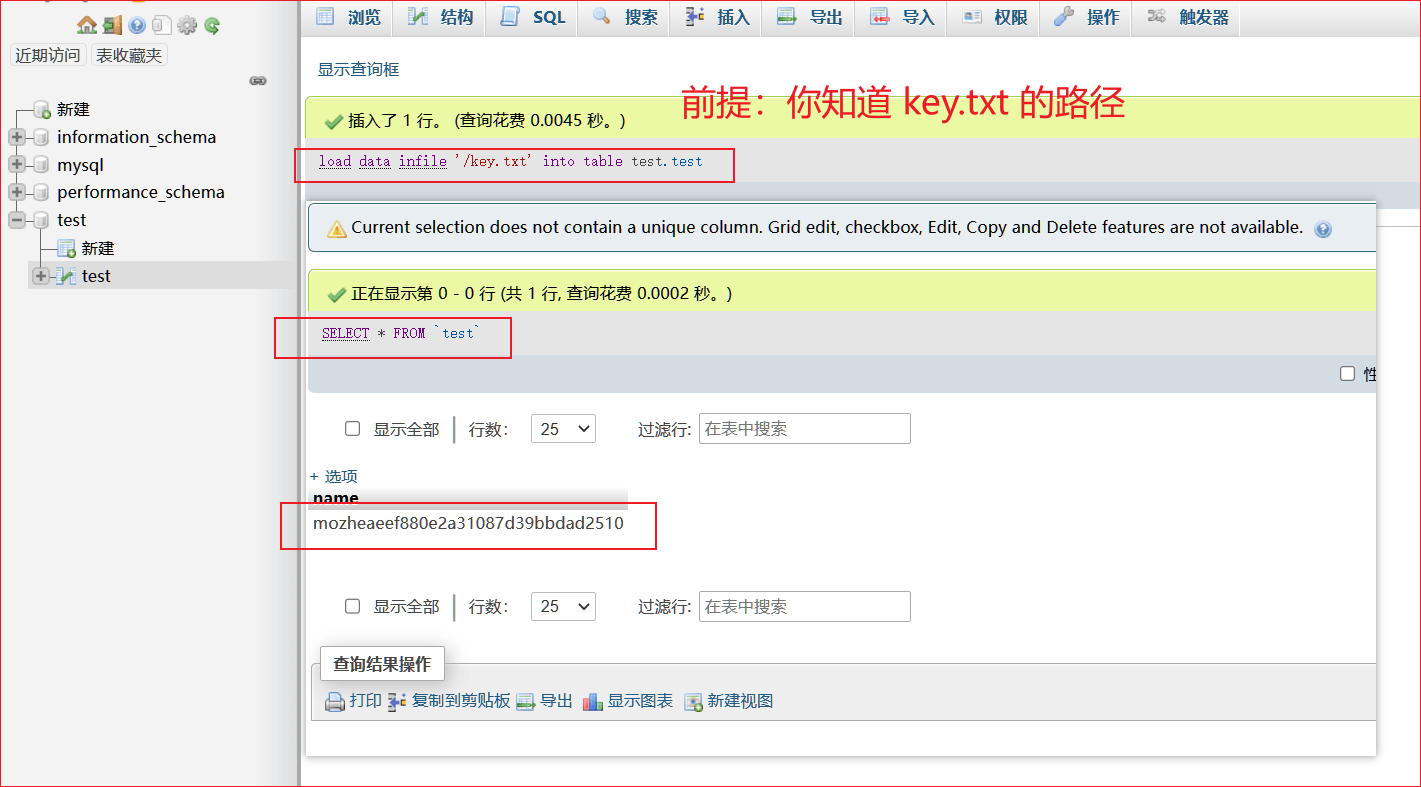 浏览 结构 SQL 搜索 插入 导出 导入 权限 操作 触发器
近期访问 表收藏夹
新建
information_schema
mysql
performance_schema
test
新建
test
显示查询框
前提：你知道 key.txt 的路径
插入了 1 行。 (查询花费 0.0045 秒。)
load data infile '/key.txt' into table test.test
Current selection does not contain a unique column. Grid edit, checkbox, Edit, Copy and Delete features are not available.
正在显示第 0 - 0 行 (共 1 行, 查询花费 0.0002 秒。)
SELECT * FROM `test`
性
显示全部 行数： 25 过滤行: 在表中搜索
+ 选项
name
mozheaeef880e2a31087d39bbdad2510
显示全部 行数： 25 过滤行: 在表中搜索
查询结果操作
打印 复制到剪贴板 导出 显示图表 新建视图